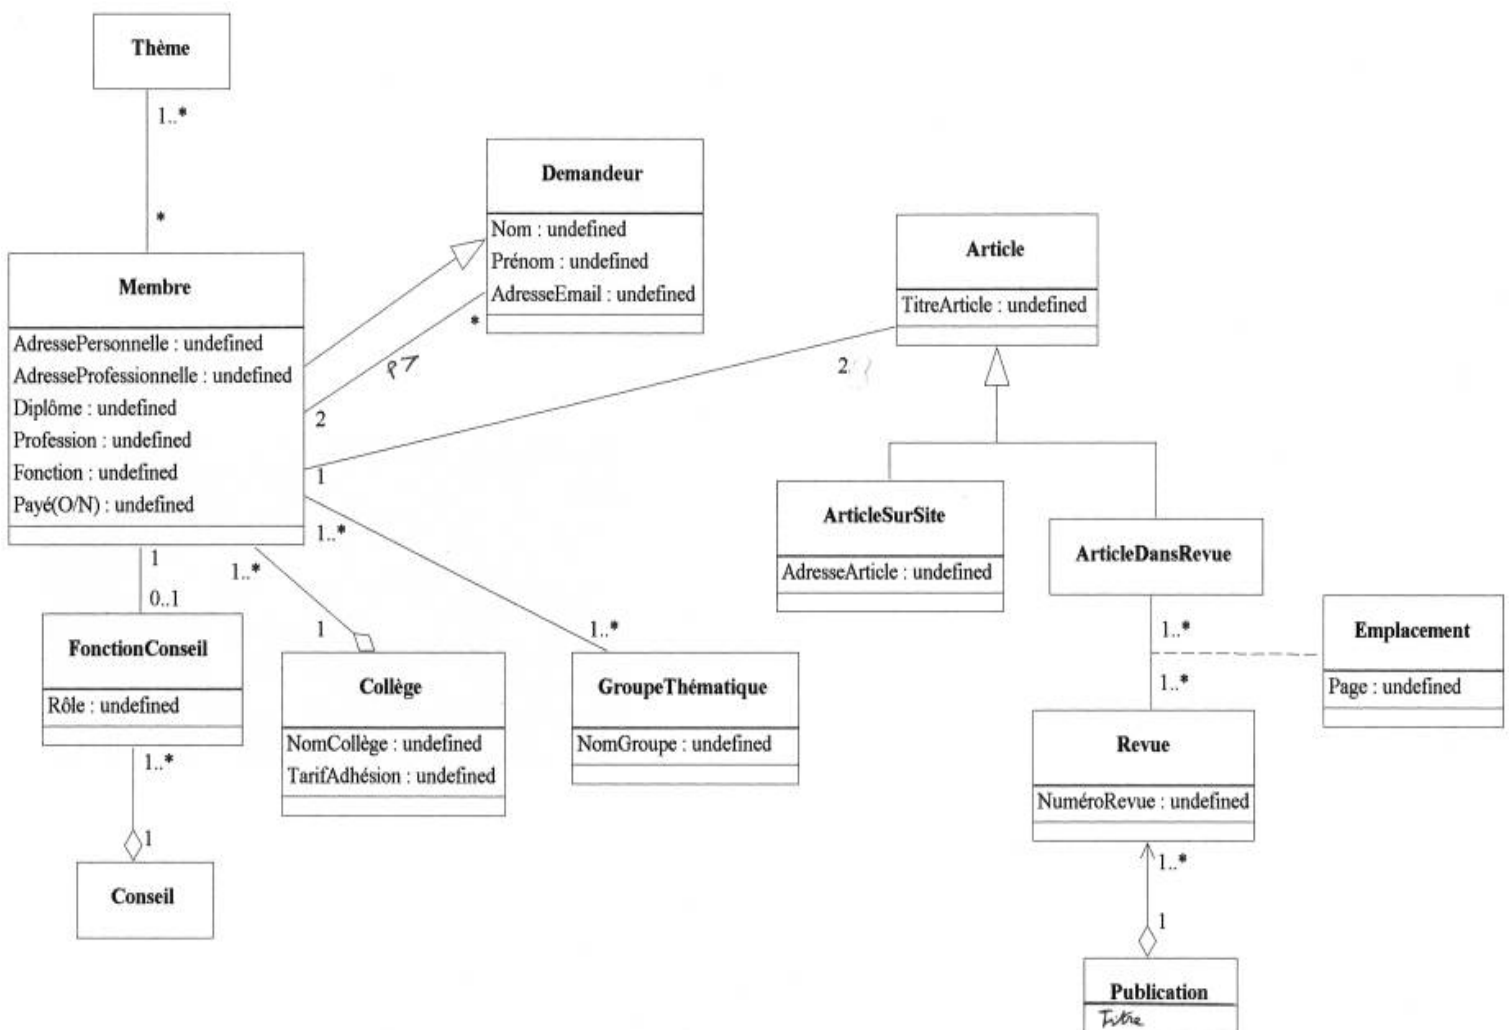 Thème
1..*
*
Membre
AdressePersonnelle : undefined
AdresseProfessionnelle : undefined
Diplôme : undefined
Profession : undefined
Fonction : undefined
Payé(O/N) : undefined
Demandeur
Nom : undefined
Prénom : undefined
AdresseEmail : undefined
*
2
Article
TitreArticle : undefined
2
1
1..*
1..*
1
0..1
1..*
1
FonctionConseil
Rôle : undefined
1..*
1
Conseil
Collège
NomCollège : undefined
TarifAdhésion : undefined
GroupeThématique
NomGroupe : undefined
ArticleSurSite
AdresseArticle : undefined
ArticleDansRevue
1..*
1..*
Emplacement
Page : undefined
Revue
NuméroRevue : undefined
1..*
1
Publication
Titre